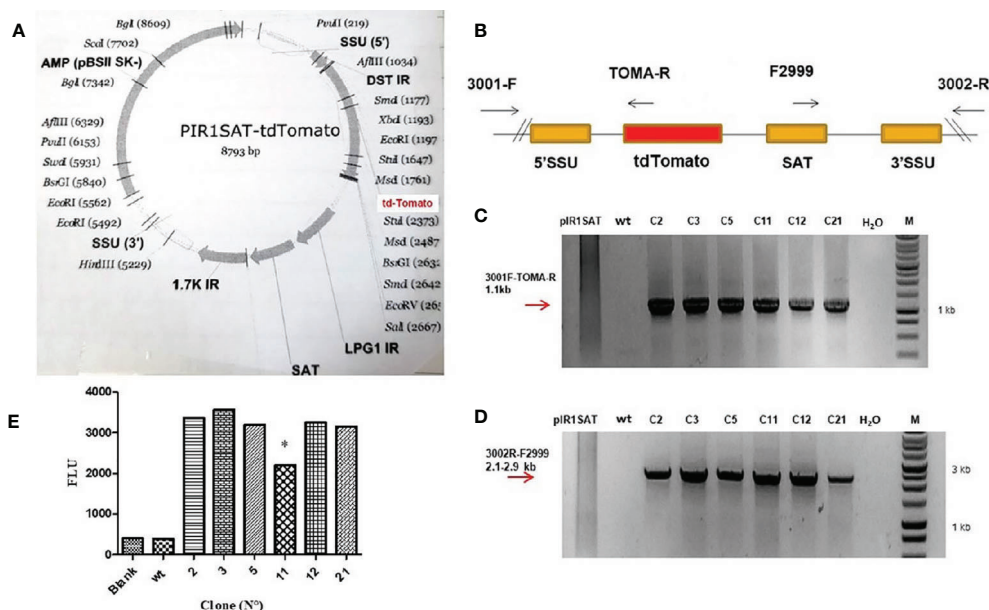 A
BglI (8609)
ScaI (7702)
AMP (pBSII SK-)
BglI (7342)
AflIII (6329)
PvuII (6153)
SwaI (5931)
BsrGI (5840)
EcoRI (5562)
EcoRI (5492)
SSU (3')
HindIII (5229)
1.7K IR
SAT
LPG1 IR
PIR1SAT-tdTomato
8793 bp
PvuII (219)
SSU (5')
AflIII (1034)
DST IR
SmaI (1177)
XbaI (1193)
EcoRI (1197
StuI (1647)
MscI (1761)
td-Tomato
StuI (2373)
MscI (2487
BsrGI (2632
SmaI (2642
EcoRV (265
SalI (2667)
B
3001-F
TOMA-R
F2999
3002-R
5'SSU
tdTomato
SAT
3'SSU
C
pIR1SAT wt C2 C3 C5 C11 C12 C21 H2O M
3001F-TOMA-R
1.1kb
1 kb
D
pIR1SAT wt C2 C3 C5 C11 C12 C21 H2O M
3002R-F2999
2.1-2.9 kb
3 kb
1 kb
E
FLU
4000
3000
2000
1000
0
*
Blank wt 2 3 5 11 12 21
Clone (N°)